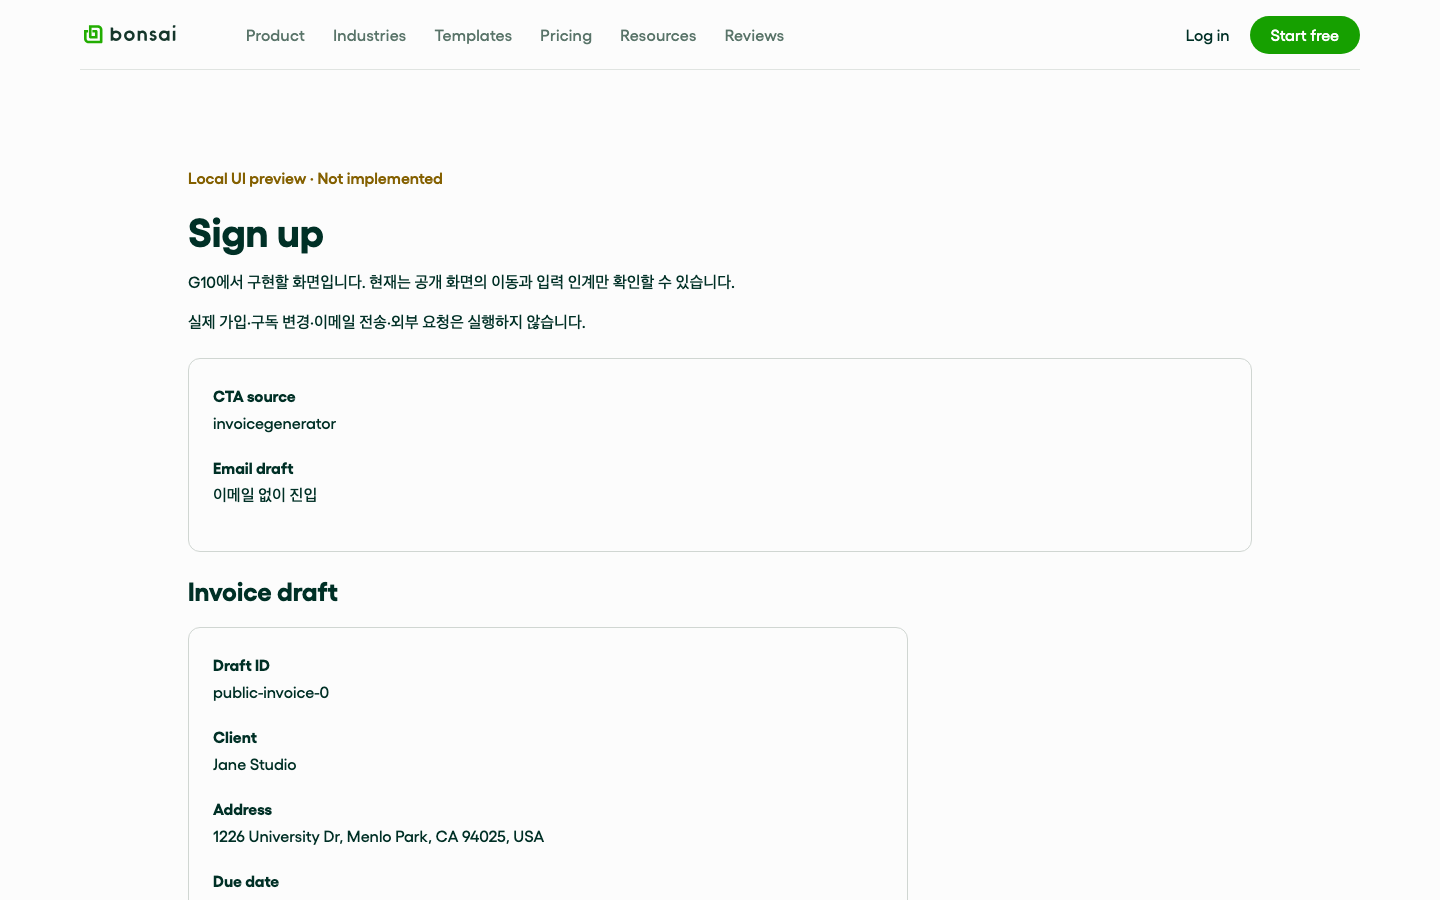 bonsai
Product
Industries
Templates
Pricing
Resources
Reviews
Log in
Start free
Local UI preview · Not implemented
Sign up
G10에서 구현할 화면입니다. 현재는 공개 화면의 이동과 입력 인계만 확인할 수 있습니다.
실제 가입·구독 변경·이메일 전송·외부 요청은 실행하지 않습니다.
CTA source
invoicegenerator
Email draft
이메일 없이 진입
Invoice draft
Draft ID
public-invoice-0
Client
Jane Studio
Address
1226 University Dr, Menlo Park, CA 94025, USA
Due date